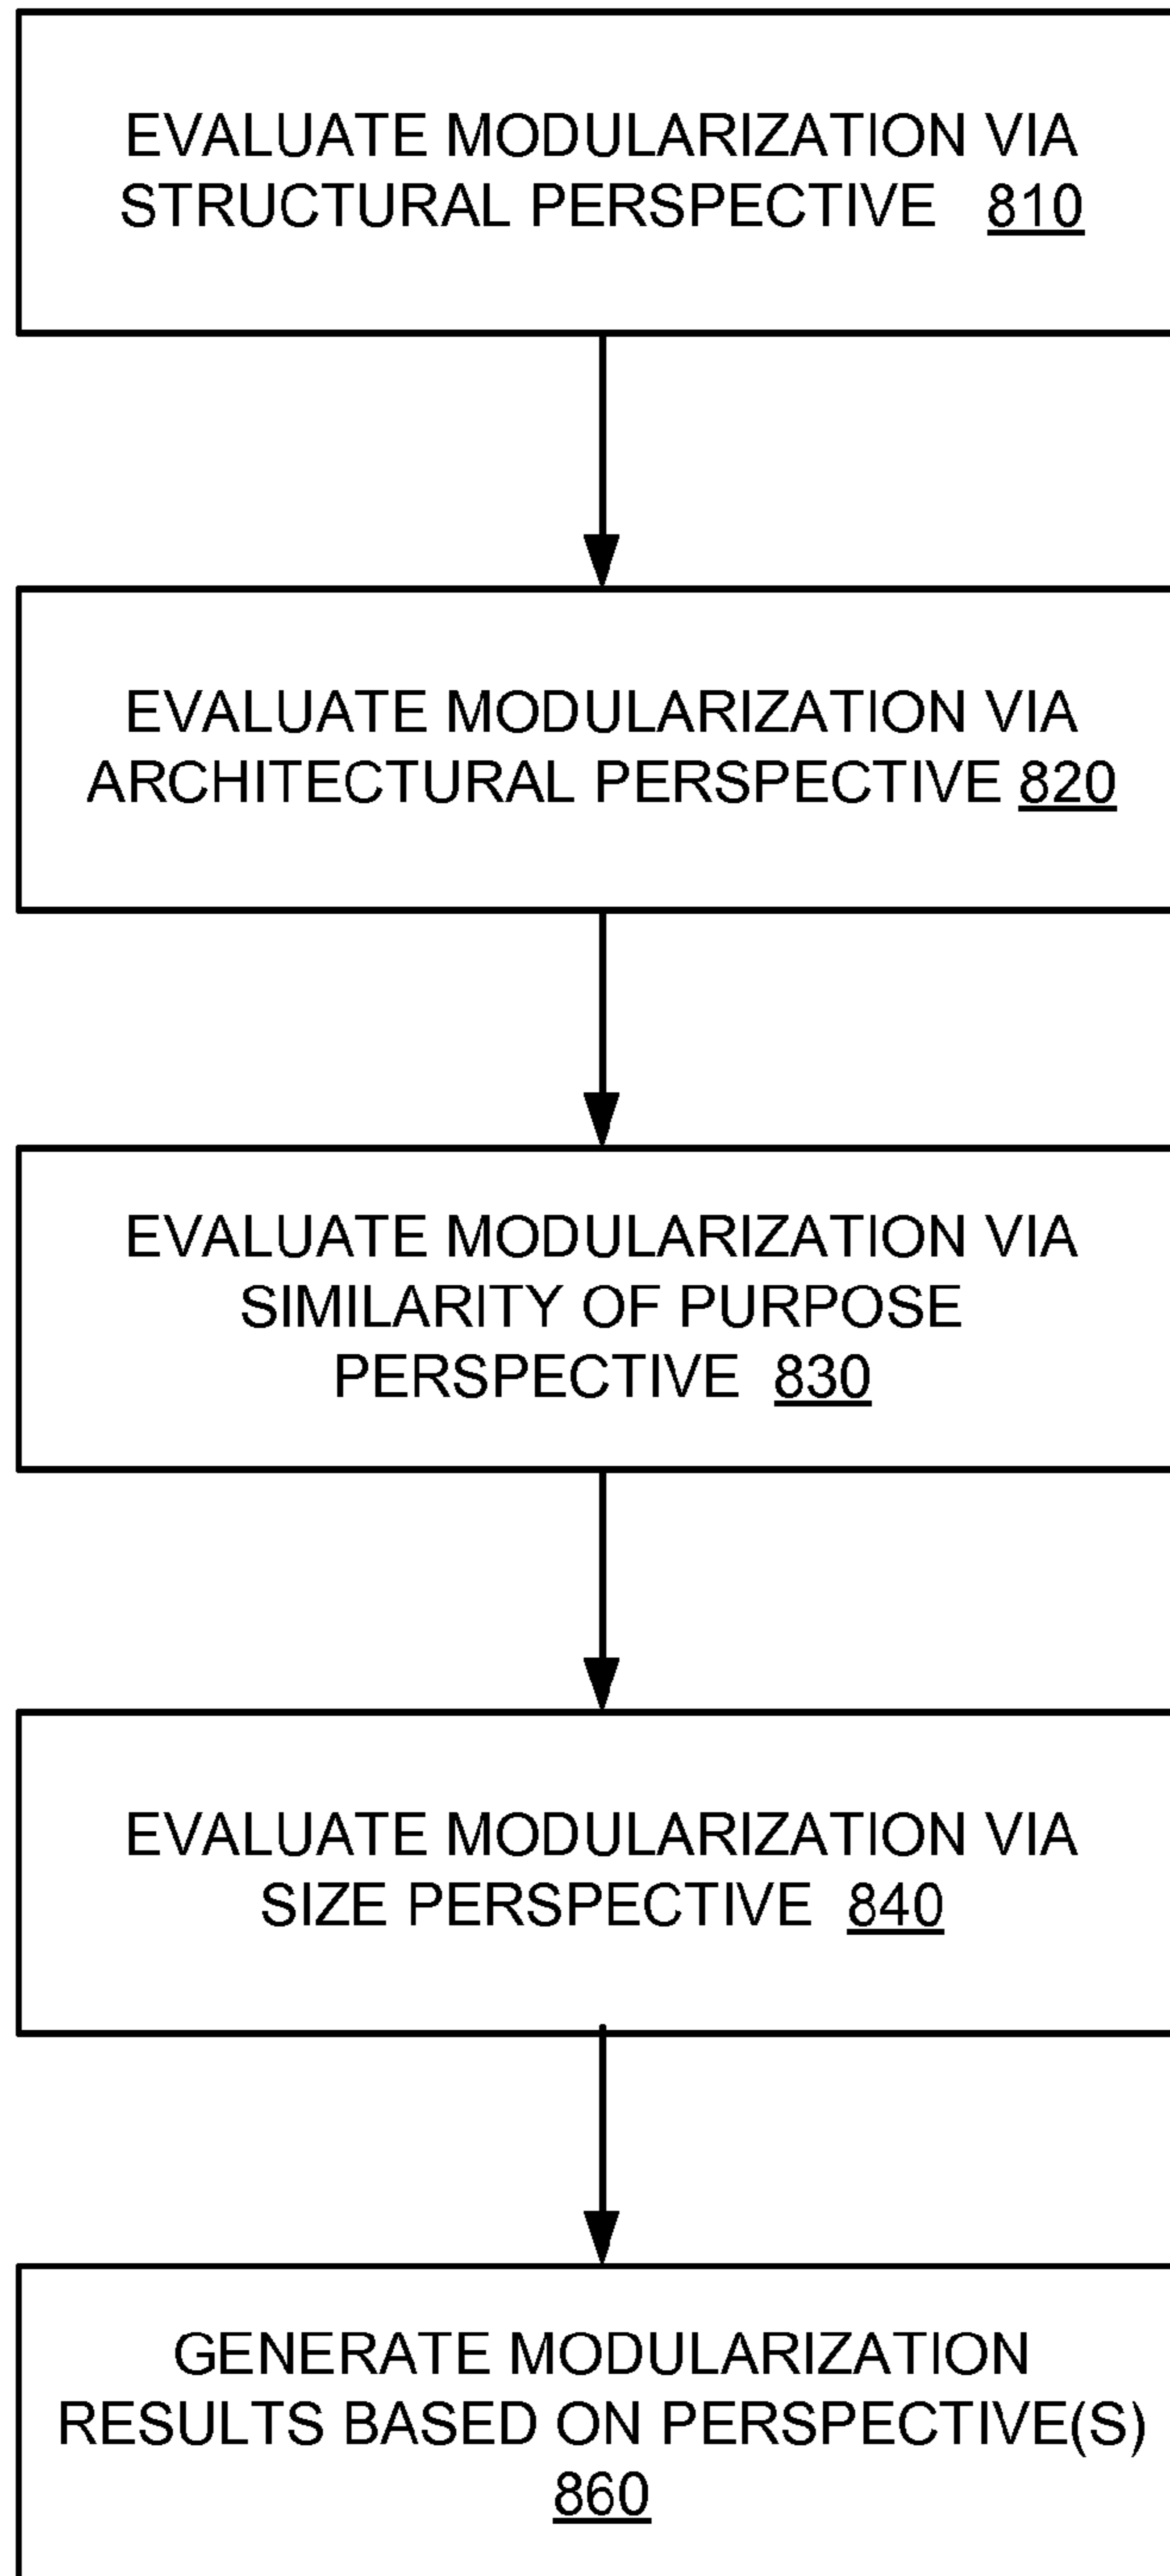 EVALUATE MODULARIZATION VIA
STRUCTURAL PERSPECTIVE 810
EVALUATE MODULARIZATION VIA
ARCHITECTURAL PERSPECTIVE 820
EVALUATE MODULARIZATION VIA
SIMILARITY OF PURPOSE
PERSPECTIVE 830
EVALUATE MODULARIZATION VIA
SIZE PERSPECTIVE 840
GENERATE MODULARIZATION
RESULTS BASED ON PERSPECTIVE(S)
860